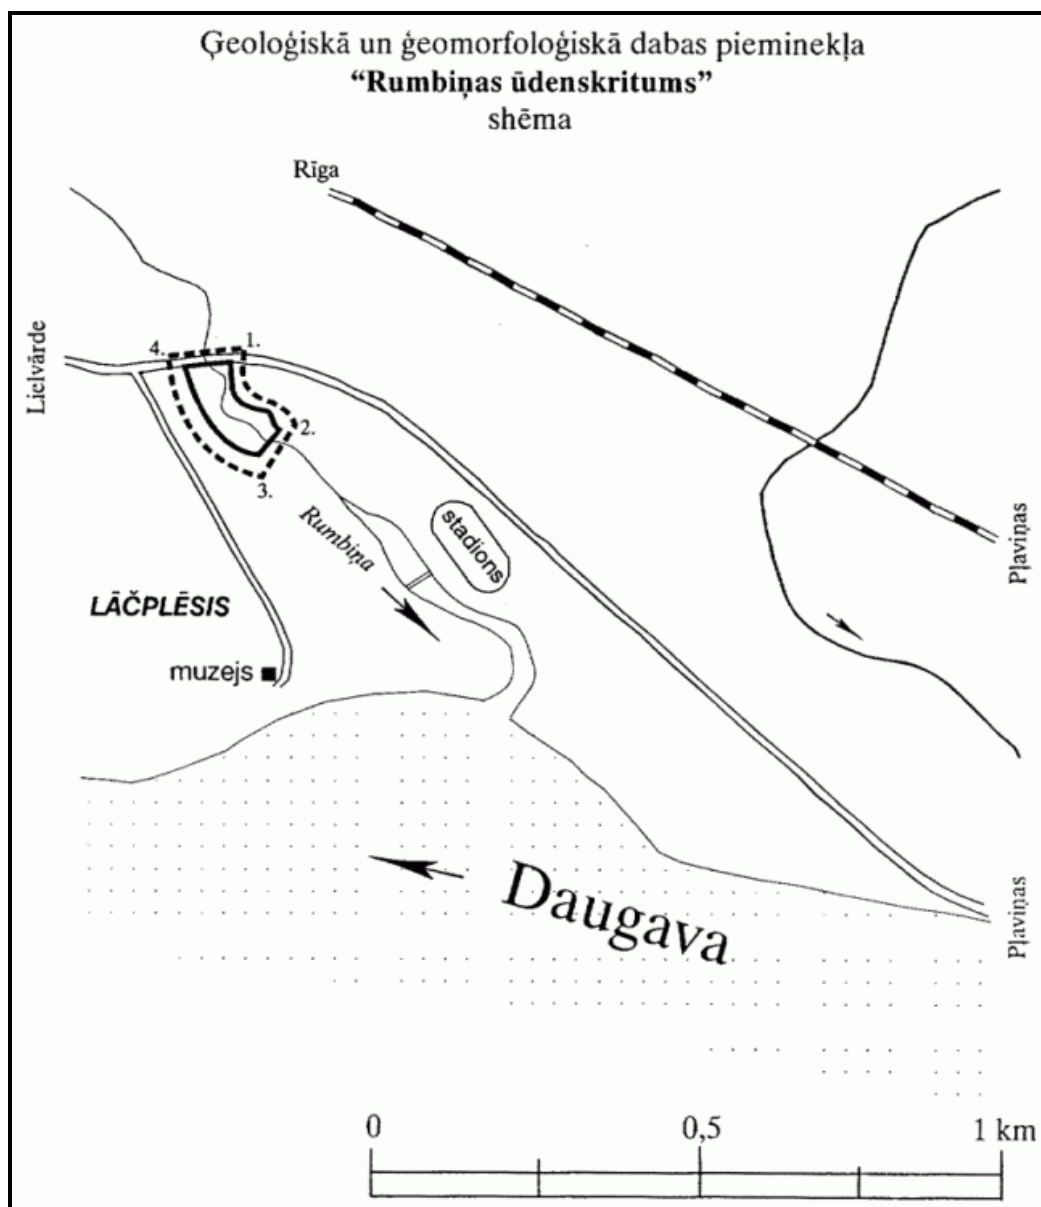 Ģeoloģiskā un ģeomorfoloģiskā dabas pieminekļa
“Rumbiņas ūdenskritums”
shēma
Rīga
Lielvārde
4.
1.
2.
3.
Rumbiņa
stadions
Pļaviņas
LĀČPLĒSIS
muzejs
Daugava
Pļaviņas
0
0,5
1 km